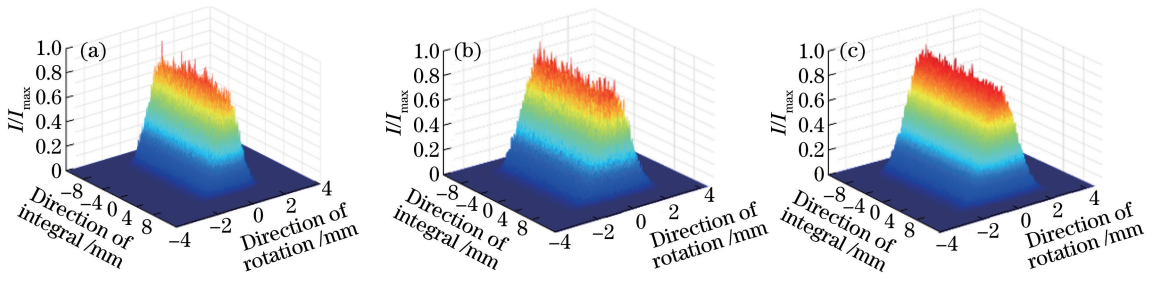 (a)
1.0
0.8
0.6
0.4
0.2
0
I/Imax
−8
−4
0
4
8
Direction of
integral /mm
−4
−2
0
2
4
Direction of
rotation /mm
(b)
1.0
0.8
0.6
0.4
0.2
0
I/Imax
−8
−4
0
4
8
Direction of
integral /mm
−4
−2
0
2
4
Direction of
rotation /mm
(c)
1.0
0.8
0.6
0.4
0.2
0
I/Imax
−8
−4
0
4
8
Direction of
integral /mm
−4
−2
0
2
4
Direction of
rotation /mm